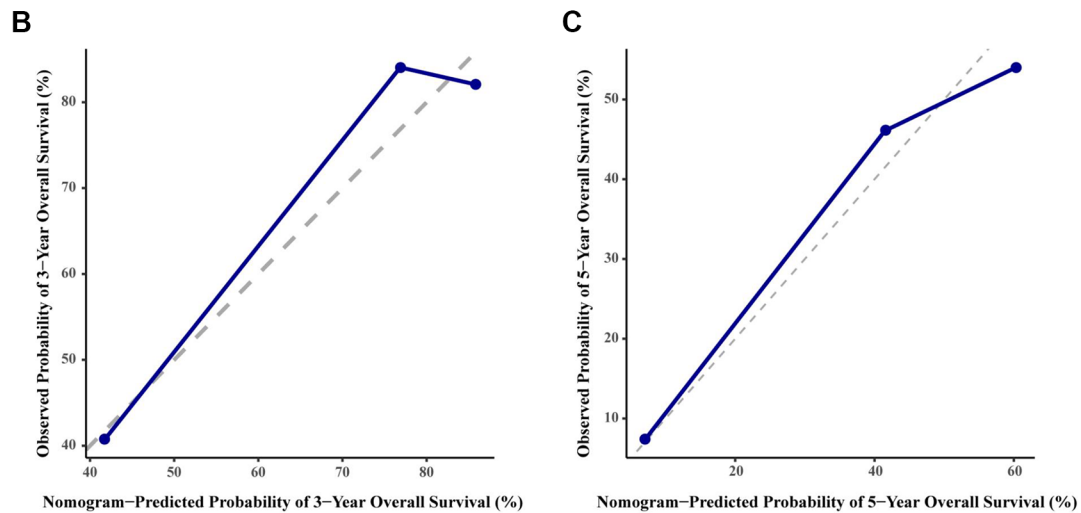 B
Observed Probability of 3−Year Overall Survival (%)
80
70
60
50
40
40 50 60 70 80
Nomogram−Predicted Probability of 3−Year Overall Survival (%)
C
Observed Probability of 5−Year Overall Survival (%)
50
40
30
20
10
20 40 60
Nomogram−Predicted Probability of 5−Year Overall Survival (%)